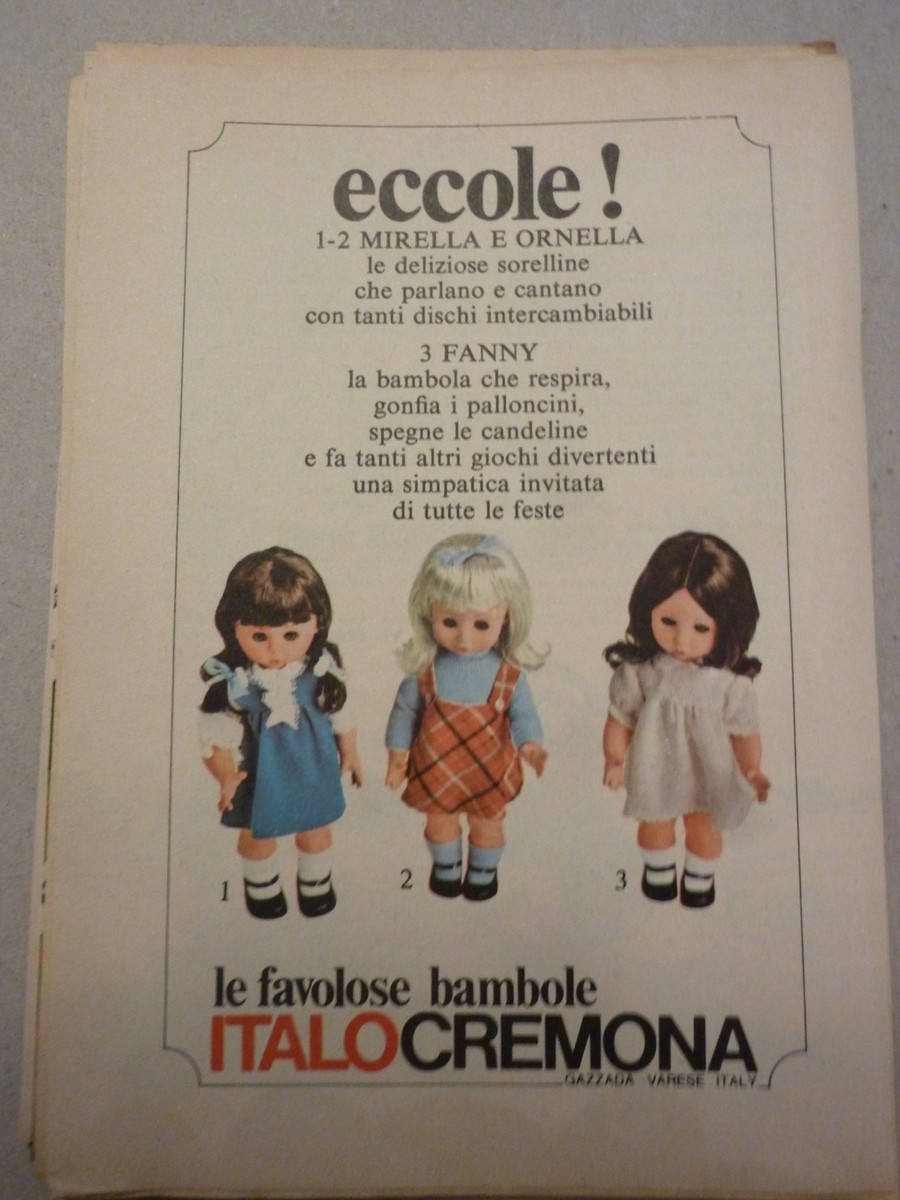 eccole !
1-2 MIRELLA E ORNELLA
le deliziose sorelline
che parlano e cantano
con tanti dischi intercambiabili
3 FANNY
la bambola che respira,
gonfia i palloncini,
spegne le candeline
e fa tanti altri giochi divertenti
una simpatica invitata
di tutte le feste
1
2
3
le favolose bambole
ITALOCREMONA
GAZZADA VARESE ITALY